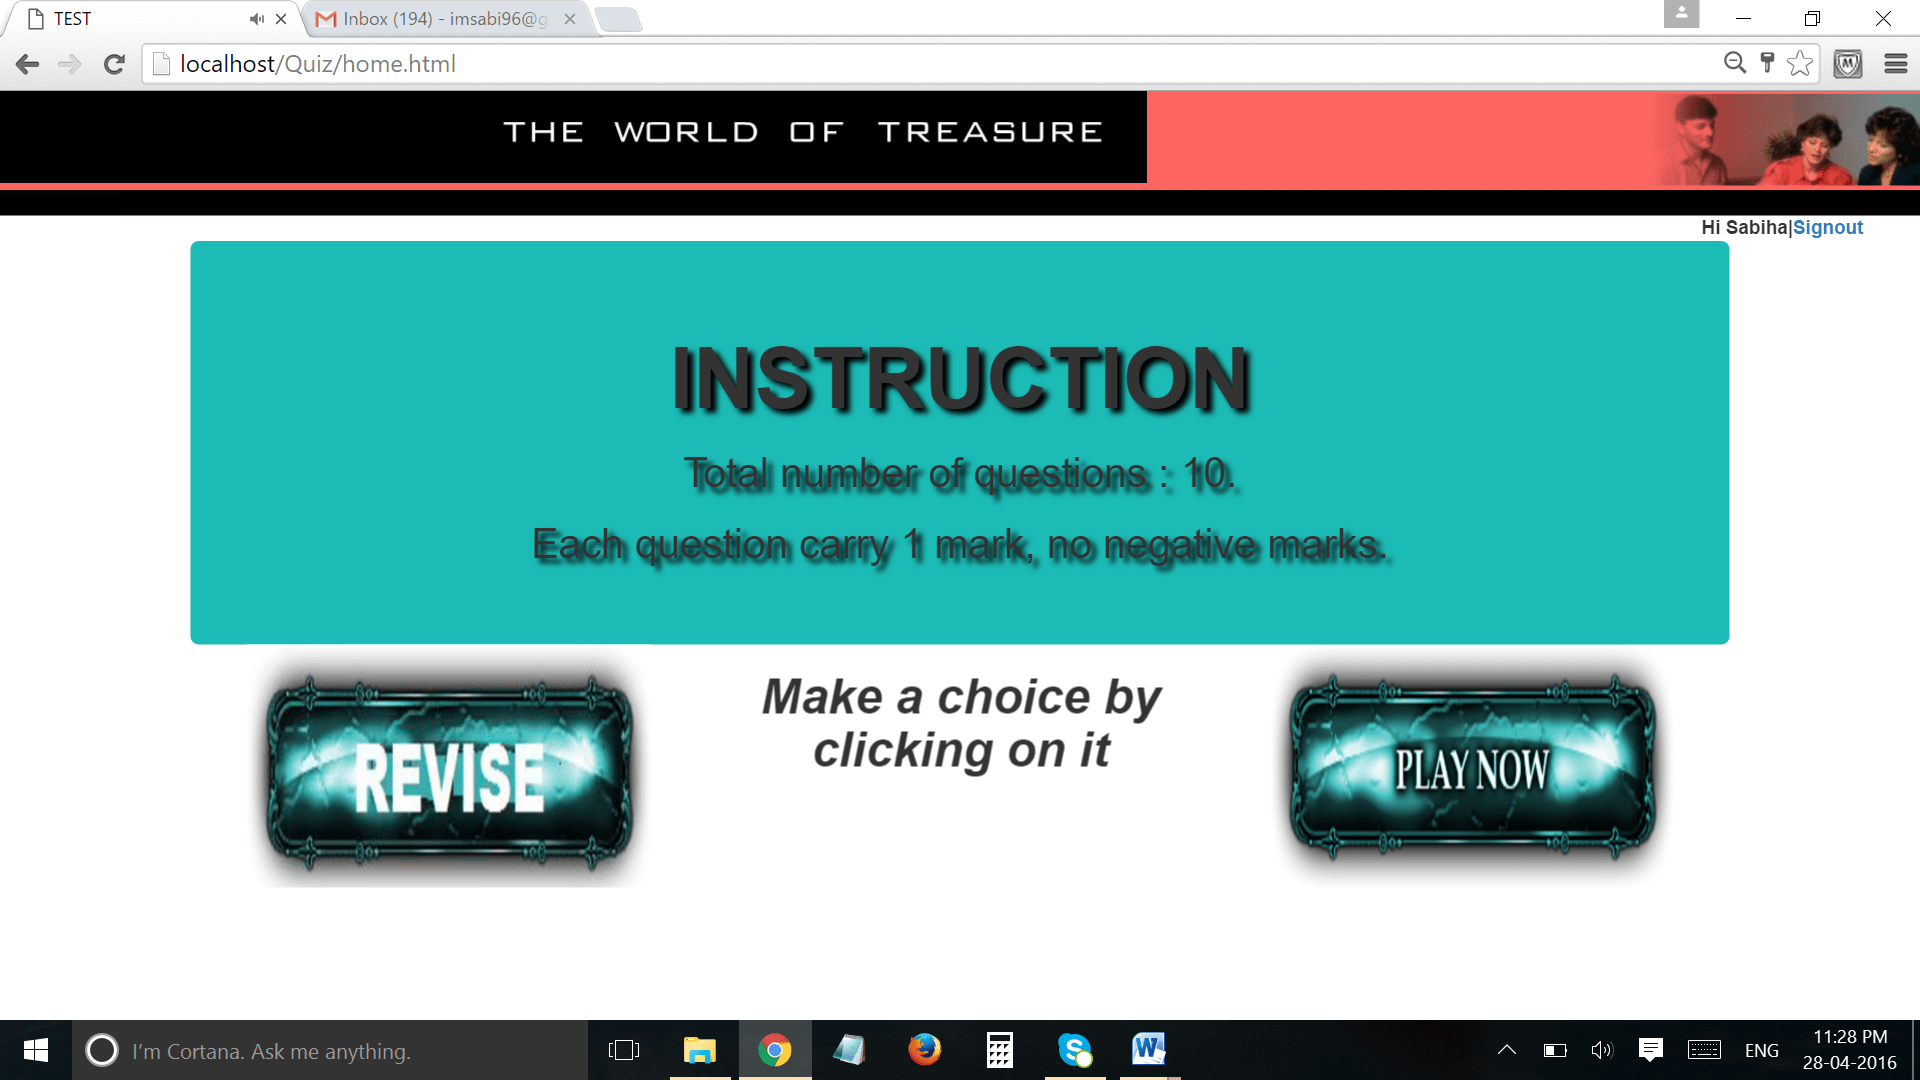 TEST
Inbox (194) - imsabi96@g
localhost/Quiz/home.html
THE WORLD OF TREASURE
Hi Sabiha|Signout
INSTRUCTION
Total number of questions : 10.
Each question carry 1 mark, no negative marks.
Make a choice by
clicking on it
REVISE
PLAY NOW
I'm Cortana. Ask me anything.
ENG
11:28 PM
28-04-2016